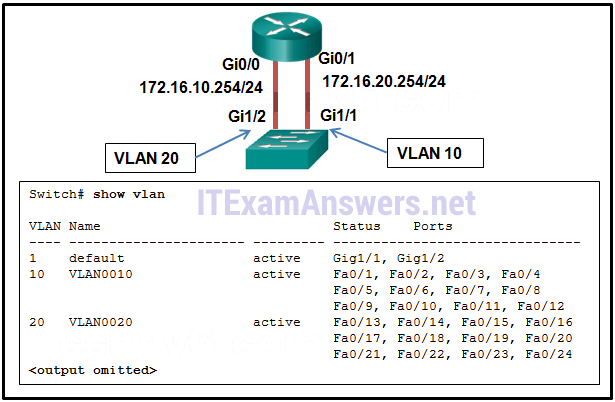 Gi0/0
Gi0/1
172.16.10.254/24
172.16.20.254/24
Gi1/2
Gi1/1
VLAN 20
VLAN 10
Switch# show vlan
ITExamAnswers.net
VLAN Name Status Ports
---- -------------------------------- --------- -------------------------------
1 default active Gig1/1, Gig1/2
10 VLAN0010 active Fa0/1, Fa0/2, Fa0/3, Fa0/4
Fa0/5, Fa0/6, Fa0/7, Fa0/8
Fa0/9, Fa0/10, Fa0/11, Fa0/12
20 VLAN0020 active Fa0/13, Fa0/14, Fa0/15, Fa0/16
Fa0/17, Fa0/18, Fa0/19, Fa0/20
Fa0/21, Fa0/22, Fa0/23, Fa0/24
<output omitted>